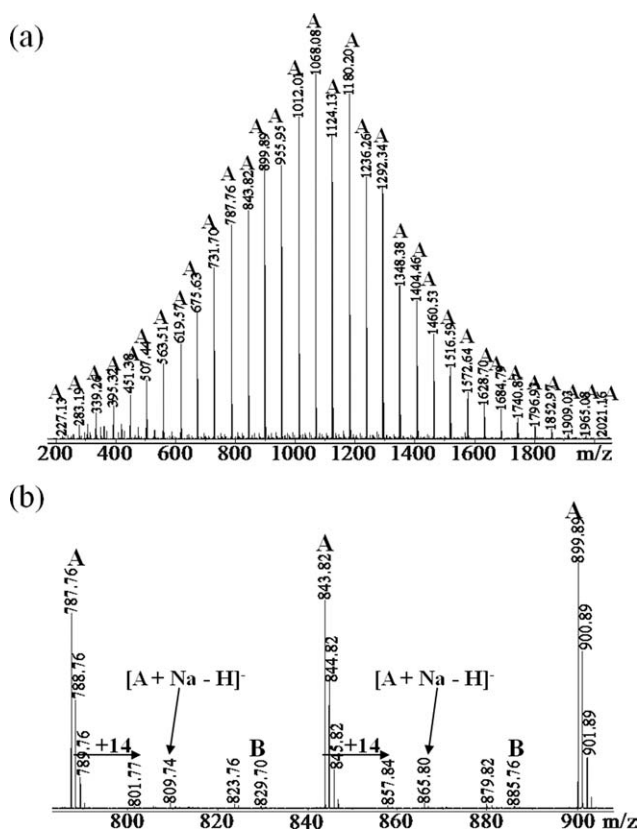 (a)
A A A A A A A A A A A A A A A A A A A A A A A A A A A A A A A A A
227.13 283.19 339.26 395.32 451.38 507.44 563.51 619.57 675.63 731.70 787.76 843.82 899.89 955.95 1012.01 1068.08 1124.13 1180.20 1236.26 1292.34 1348.38 1404.46 1460.53 1516.59 1572.64 1628.70 1684.79 1740.87 1796.92 1852.97 1909.03 1965.08 2021.16
200 400 600 800 1000 1200 1400 1600 1800 m/z
(b)
A A A
787.76 843.82 899.89
788.76 844.82 900.89
[A + Na - H]⁻ [A + Na - H]⁻
789.76 +14 B 845.82 +14 B 901.89
801.77 809.74 823.76 829.70 857.84 865.80 879.82 885.76
800 820 840 860 880 900 m/z